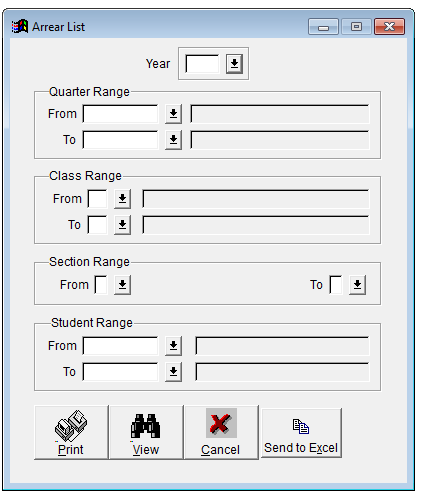 Arrear List
Year
Quarter Range
From
To
Class Range
From
To
Section Range
From To
Student Range
From
To
Print View Cancel Send to Excel